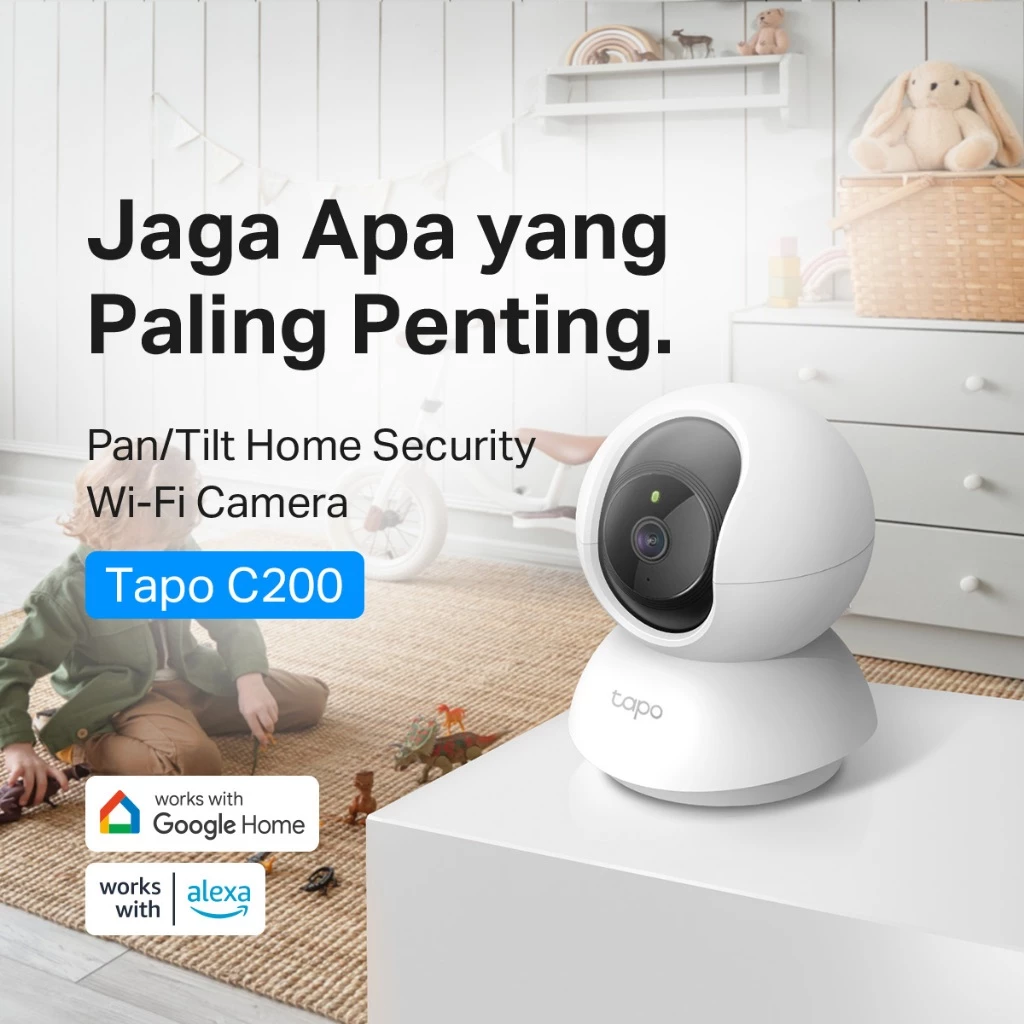 Jaga Apa yang
Paling Penting.
Pan/Tilt Home Security
Wi-Fi Camera
Tapo C200
tapo
works with
Google Home
works
with
alexa